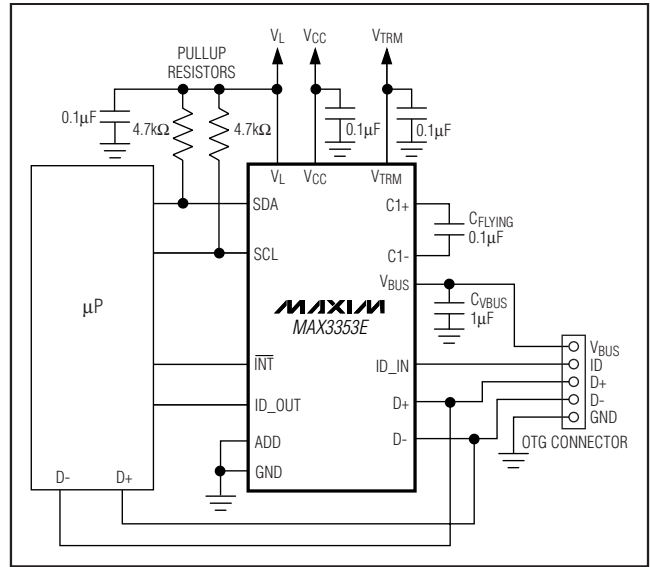 VL VCC VTRM
PULLUP
RESISTORS
0.1µF 4.7kΩ 4.7kΩ 0.1µF 0.1µF
VL VCC VTRM
SDA C1+
CFLYING
0.1µF
SCL C1-
VBUS
µP MAXIM CVBUS
MAX3353E 1µF
VBUS
INT ID_IN ID
D+
ID_OUT D+ D-
GND
ADD D- OTG CONNECTOR
GND
D- D+